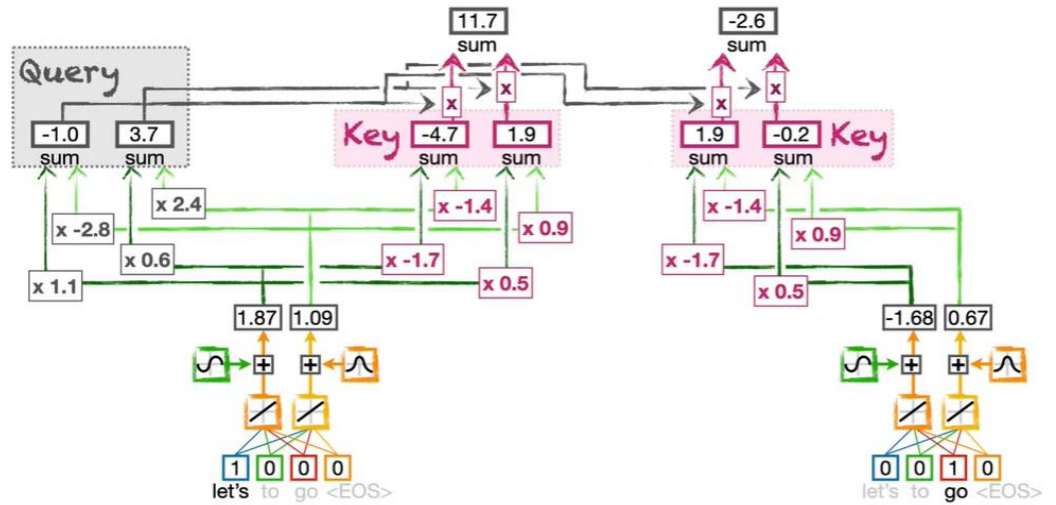 11.7 -2.6
sum sum
Query
x x x x
-1.0 3.7 Key -4.7 1.9 1.9 -0.2 Key
sum sum sum sum sum sum
x 2.4 x -1.4 x -1.4
x -2.8 x 0.9 x 0.9
x 0.6 x -1.7 x -1.7
x 1.1 x 0.5 x 0.5
1.87 1.09 -1.68 0.67
+ + + +
1 0 0 0 0 0 1 0
let's to go <EOS> let's to go <EOS>